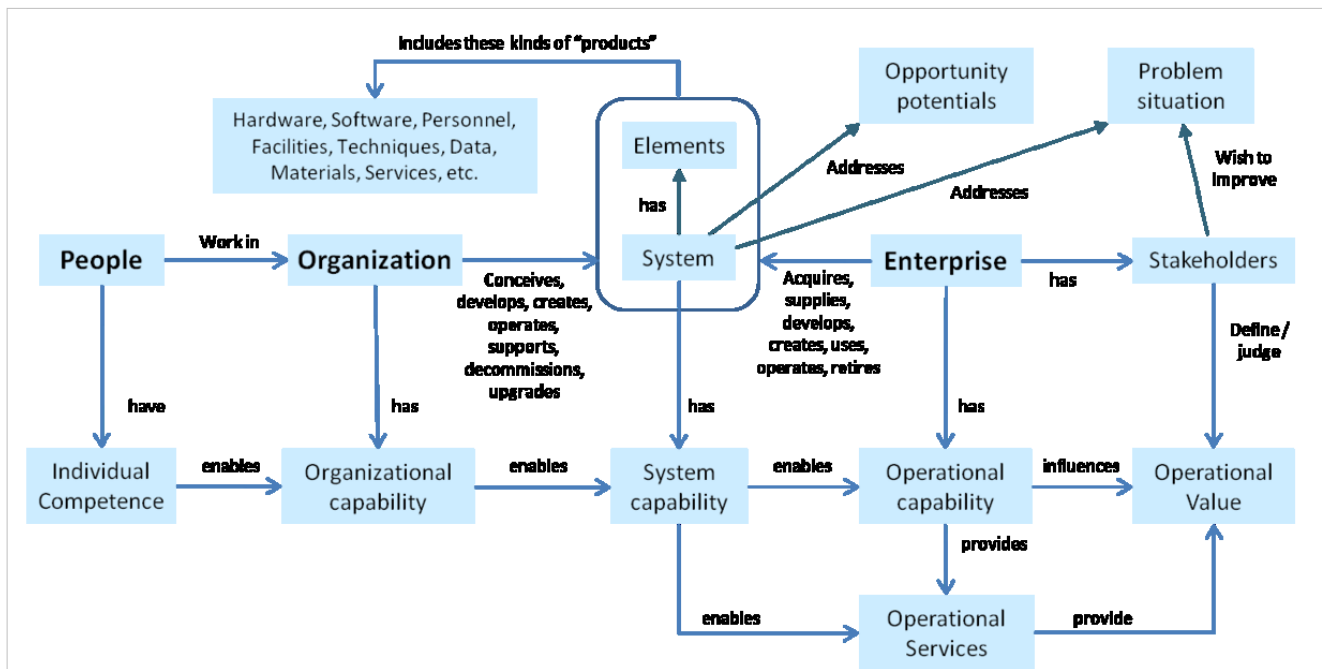 Includes these kinds of “products”
Opportunity
potentials
Problem
situation
Hardware, Software, Personnel,
Facilities, Techniques, Data,
Materials, Services, etc.
Elements
Addresses
Addresses
Wish to
Improve
has
People
Work in
Organization
System
Enterprise
has
Stakeholders
Conceives,
develops, creates,
operates,
supports,
decommissions,
upgrades
Acquires,
supplies,
develops,
creates, uses,
operates, retires
Define /
judge
have
has
has
has
Individual
Competence
enables
Organizational
capability
enables
System
capability
enables
Operational
capability
influences
Operational
Value
provides
enables
Operational
Services
provide